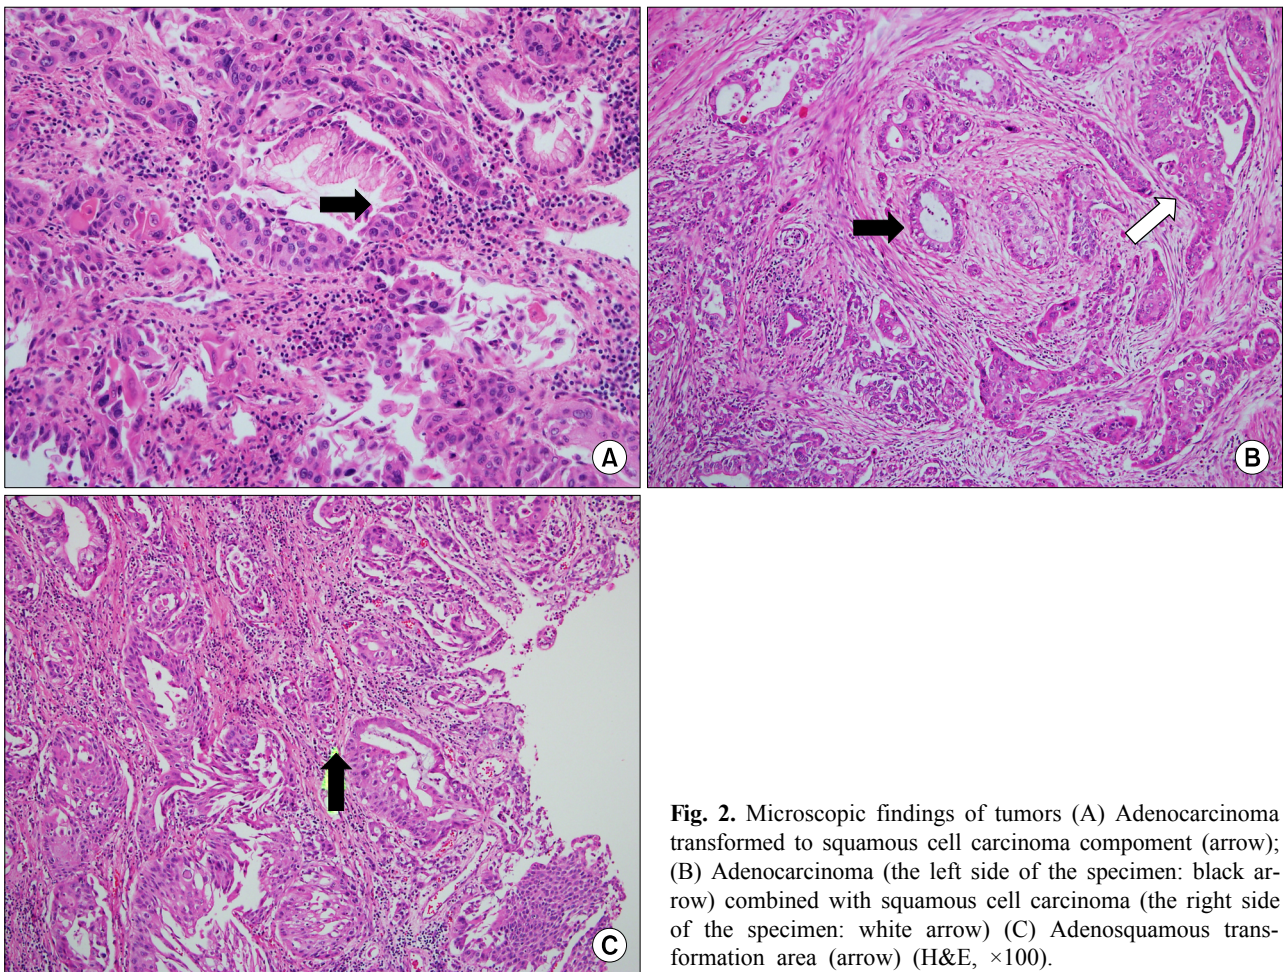 A
B
C
Fig. 2. Microscopic findings of tumors (A) Adenocarcinoma
transformed to squamous cell carcinoma compoment (arrow);
(B) Adenocarcinoma (the left side of the specimen: black ar-
row) combined with squamous cell carcinoma (the right side
of the specimen: white arrow) (C) Adenosquamous trans-
formation area (arrow) (H&E, ×100).